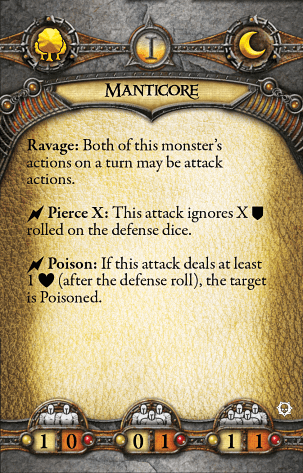 I
MANTICORE
Ravage: Both of this monster's
actions on a turn may be attack
actions.
Pierce X: This attack ignores X
rolled on the defense dice.
Poison: If this attack deals at least
1 (after the defense roll), the target
is Poisoned.
1 0 0 1 1 1